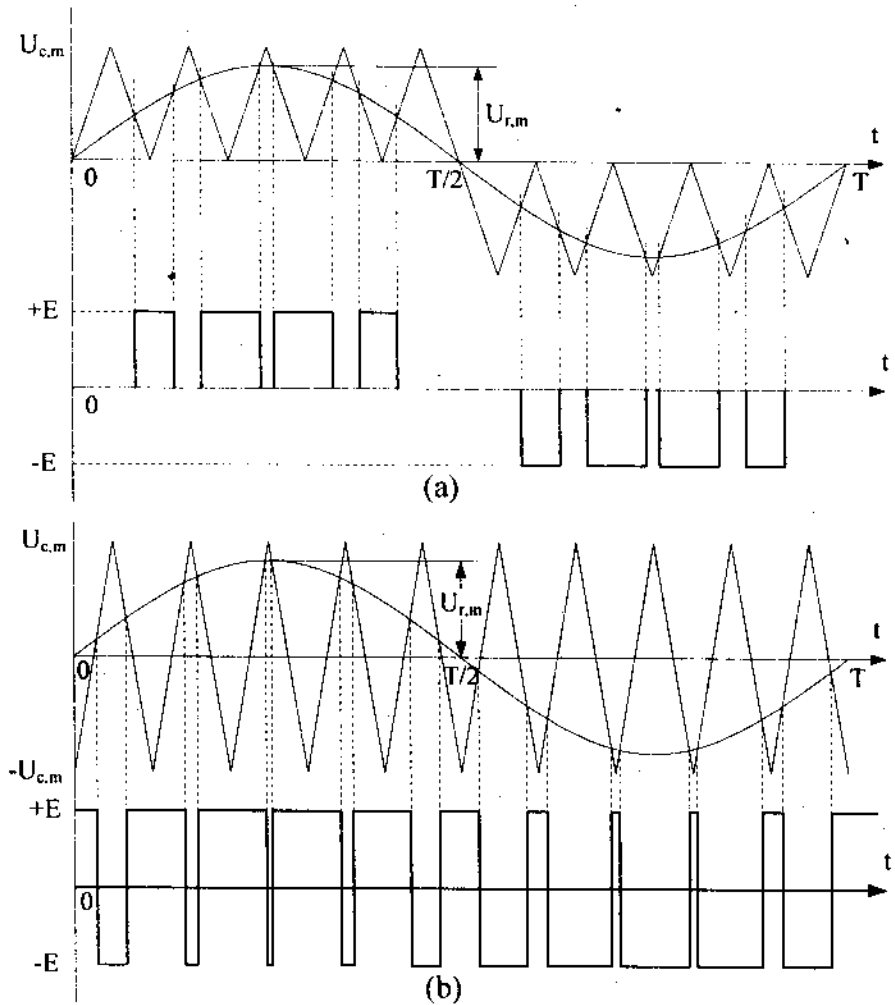 U_c,m
U_r,m
t
0
T/2
T
+E
t
0
-E
(a)
U_c,m
U_r,m
t
0
T/2
T
-U_c,m
+E
t
0
-E
(b)